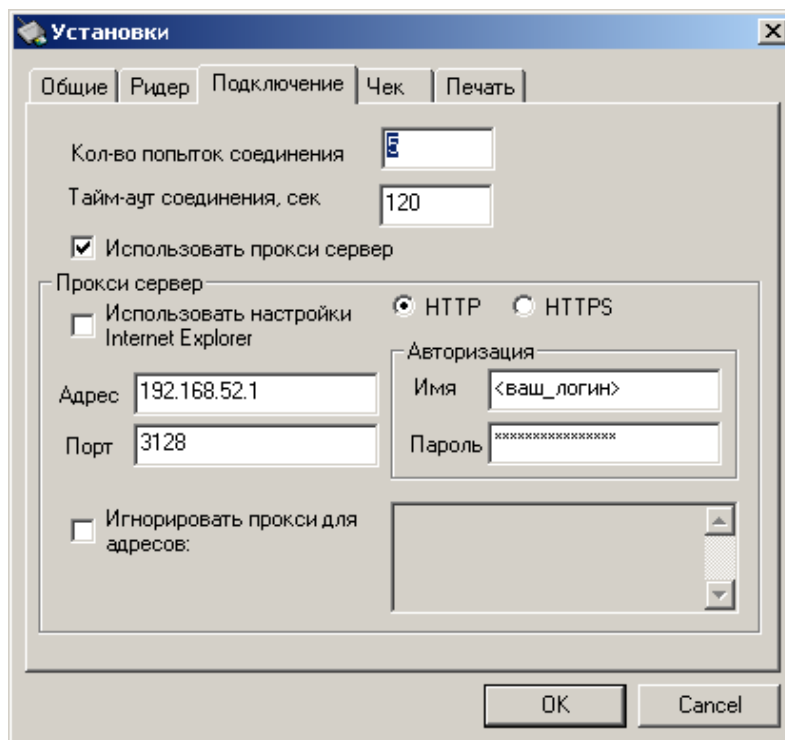 Установки
Общие Ридер Подключение Чек Печать
Кол-во попыток соединения 5
Тайм-аут соединения, сек 120
Использовать прокси сервер
Прокси сервер
Использовать настройки
Internet Explorer
HTTP HTTPS
Авторизация
Адрес 192.168.52.1
Имя <ваш_логин>
Порт 3128
Пароль ****************
Игнорировать прокси для
адресов:
OK Cancel